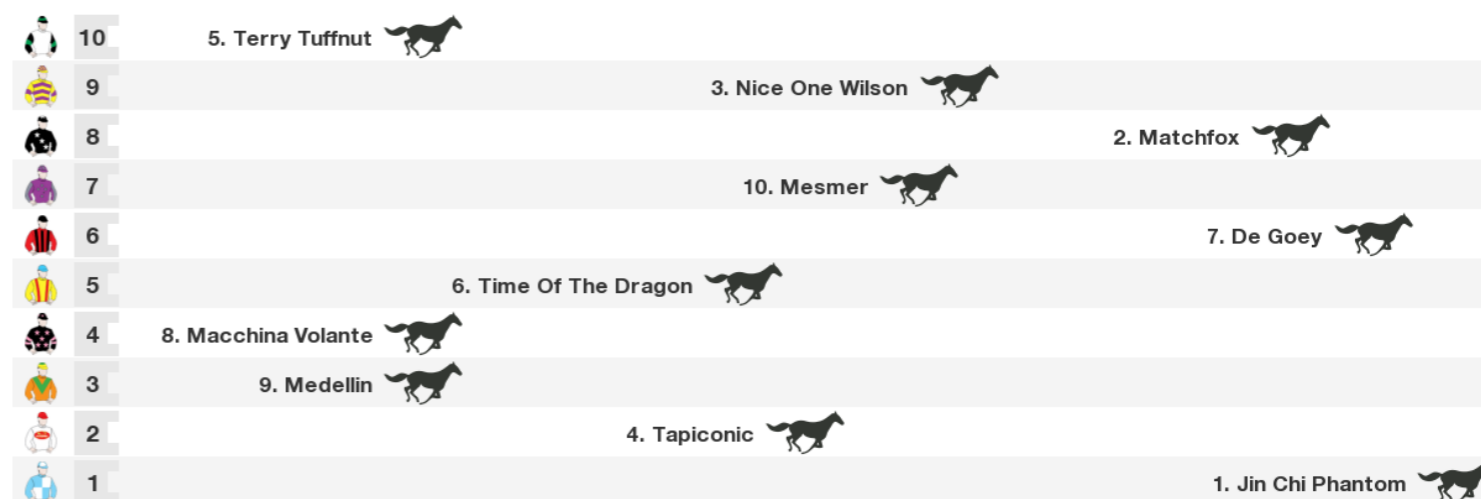 10 5. Terry Tuffnut
9 3. Nice One Wilson
8 2. Matchfox
7 10. Mesmer
6 7. De Goey
5 6. Time Of The Dragon
4 8. Macchina Volante
3 9. Medellin
2 4. Tapiconic
1 1. Jin Chi Phantom